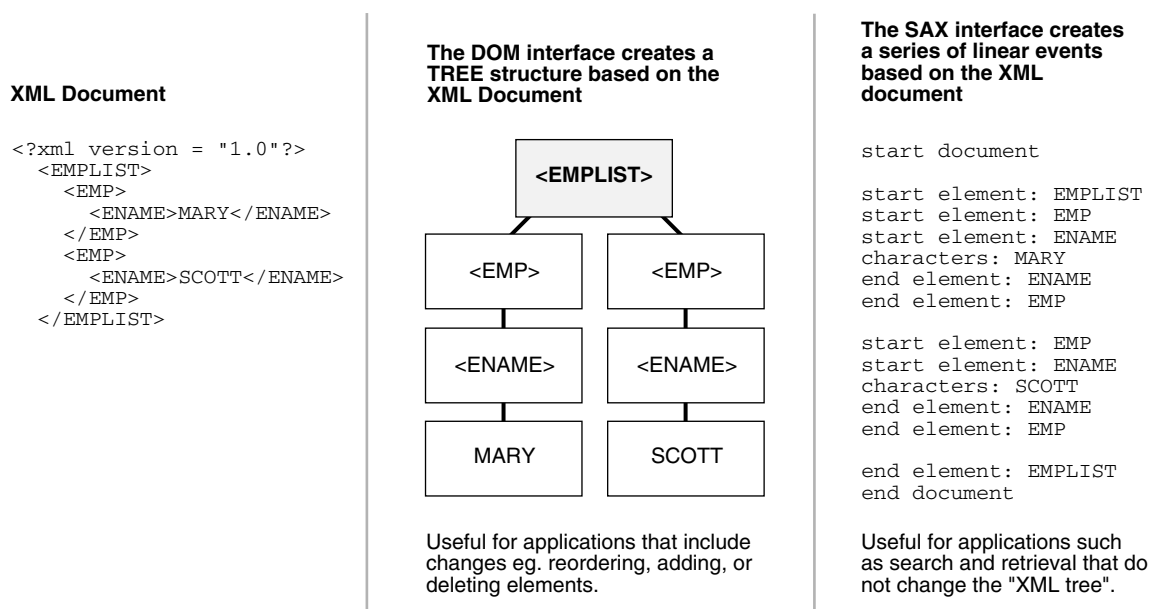 XML Document
<?xml version = "1.0"?>
<EMPLIST>
<EMP>
<ENAME>MARY</ENAME>
</EMP>
<EMP>
<ENAME>SCOTT</ENAME>
</EMP>
</EMPLIST>
The DOM interface creates a
TREE structure based on the
XML Document
<EMPLIST>
<EMP>
<EMP>
<ENAME>
<ENAME>
MARY
SCOTT
Useful for applications that include
changes eg. reordering, adding, or
deleting elements.
The SAX interface creates
a series of linear events
based on the XML
document
start document
start element: EMPLIST
start element: EMP
start element: ENAME
characters: MARY
end element: ENAME
end element: EMP
start element: EMP
start element: ENAME
characters: SCOTT
end element: ENAME
end element: EMP
end element: EMPLIST
end document
Useful for applications such
as search and retrieval that do
not change the "XML tree".